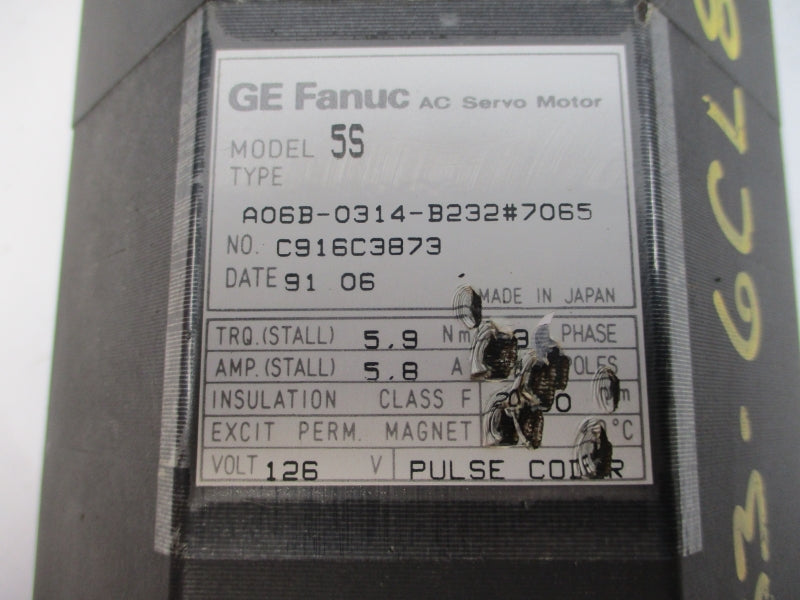 GE Fanuc AC Servo Motor
MODEL 5S
TYPE
A06B-0314-B232#7065
NO. C916C3873
DATE 91 06
MADE IN JAPAN
TRQ.(STALL) 5.9 Nm PHASE
AMP.(STALL) 5.8 A
INSULATION CLASS F
EXCIT PERM. MAGNET °C
VOLT 126 V PULSE CODER